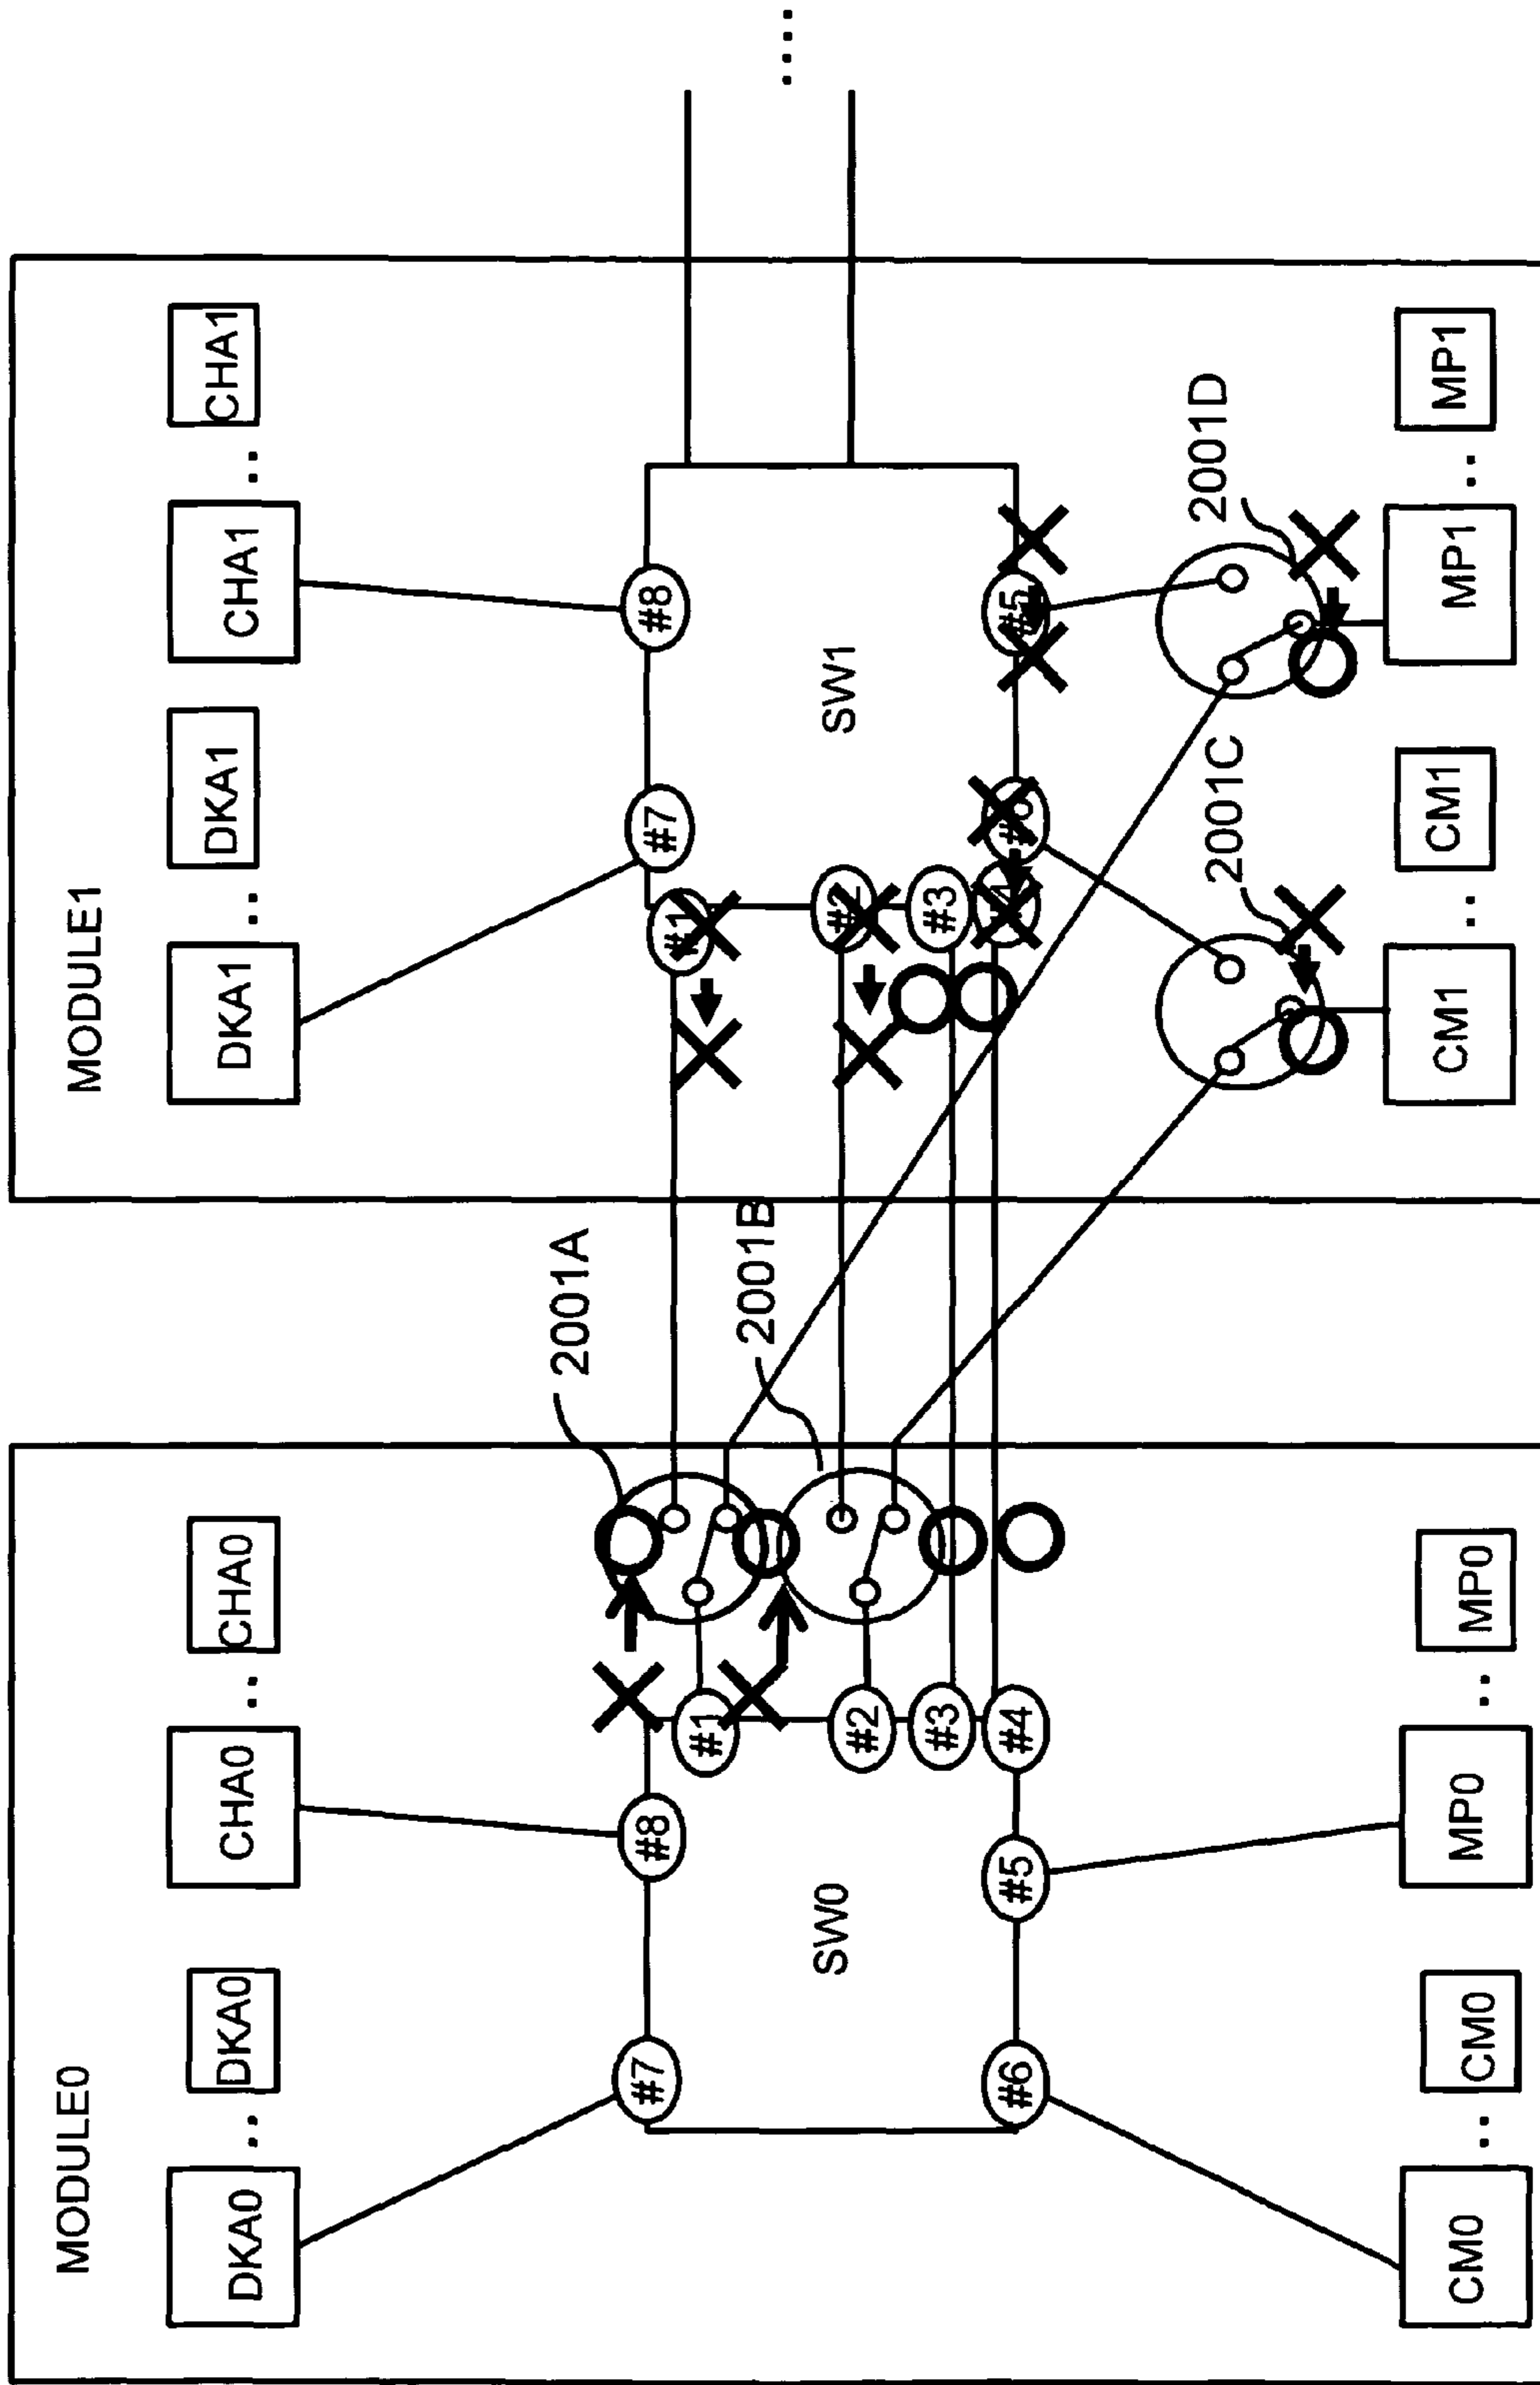 MODULE0
DKA0 .. DKA0
CHA0 .. CHA0
#7
#8
SW0
#1
#2
#3
#4
#5
#6
2001A
2001B
CM0 .. CM0
MP0 .. MP0
MODULE1
DKA1 .. DKA1
CHA1 .. CHA1
#7
#8
SW1
#1
#2
#3
#5
2001C
2001D
CM1 .. CM1
MP1 .. MP1
....